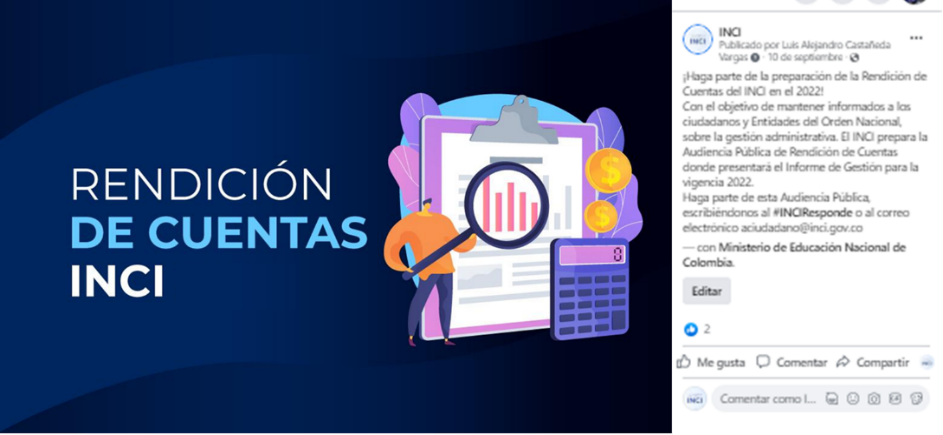 RENDICIÓN
DE CUENTAS
INCI
0
$
$
INCI
INCI
Publicado por Luis Alejandro Castañeda
Vargas · 10 de septiembre ·
¡Haga parte de la preparación de la Rendición de
Cuentas del INCI en el 2022!
Con el objetivo de mantener informados a los
ciudadanos y Entidades del Orden Nacional,
sobre la gestión administrativa. El INCI prepara la
Audiencia Pública de Rendición de Cuentas
donde presentará el Informe de Gestión para la
vigencia 2022.
Haga parte de esta Audiencia Pública,
escribiéndonos al #INCIResponde o al correo
electrónico aciudadano@inci.gov.co
— con Ministerio de Educación Nacional de
Colombia.
Editar
2
Me gusta Comentar Compartir
INCI Comentar como I...